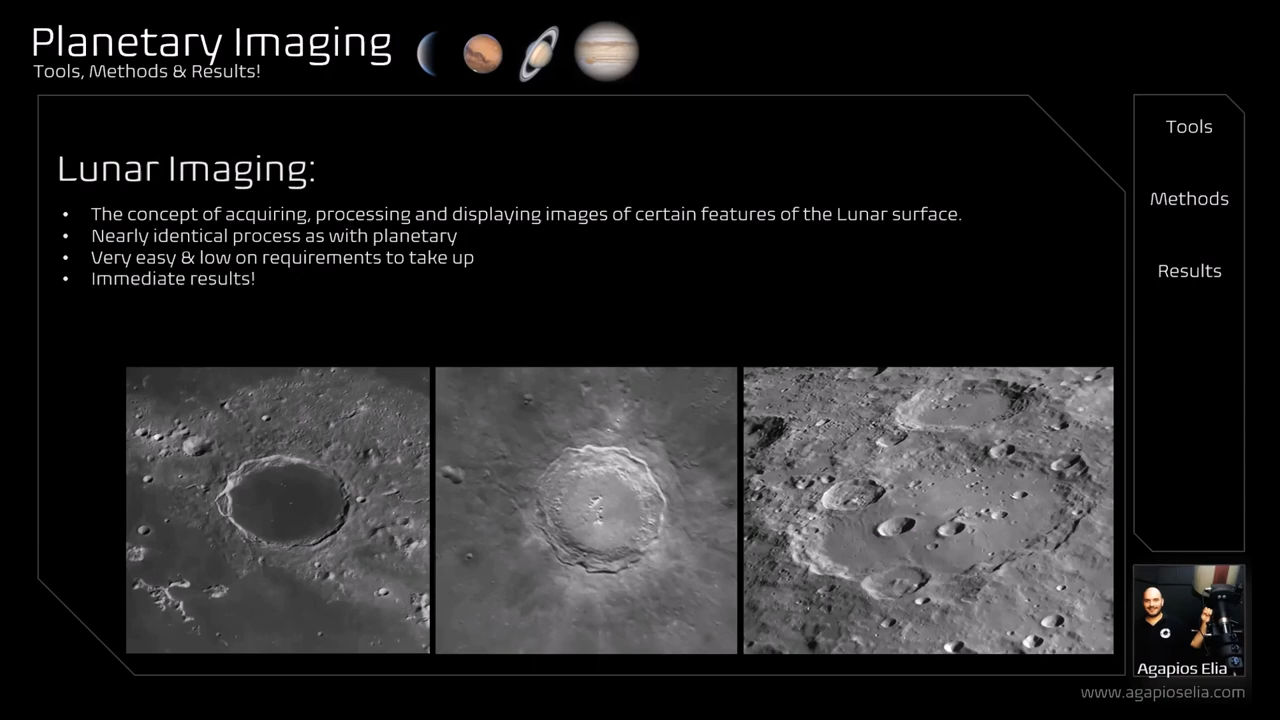 Planetary Imaging
Tools, Methods & Results!
Lunar Imaging:
• The concept of acquiring, processing and displaying images of certain features of the Lunar surface.
• Nearly identical process as with planetary
• Very easy & low on requirements to take up
• Immediate results!
Tools
Methods
Results
Agapios Elia
www.agapioselia.com